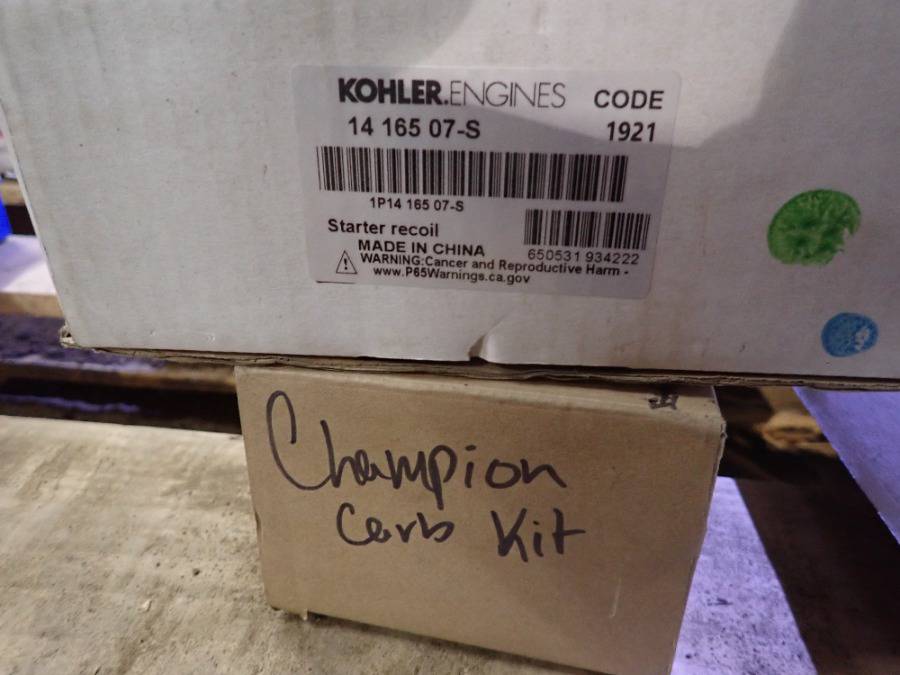 KOHLER.ENGINES CODE
14 165 07-S 1921
1P14 165 07-S
Starter recoil
MADE IN CHINA
650531 934222
WARNING:Cancer and Reproductive Harm -
www.P65Warnings.ca.gov
Champion
Carb Kit